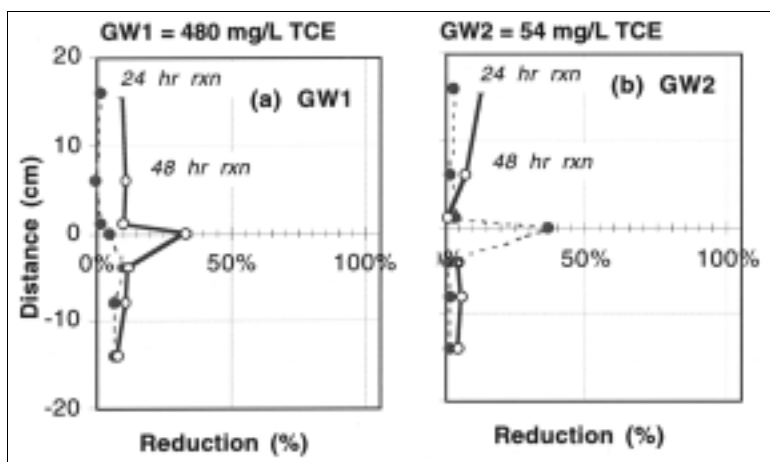 GW1 = 480 mg/L TCE
GW2 = 54 mg/L TCE
20
24 hr rxn
(a) GW1
24 hr rxn
(b) GW2
10
48 hr rxn
48 hr rxn
0
0%
50%
100%
50%
100%
-10
-20
Distance (cm)
Reduction (%)
Reduction (%)